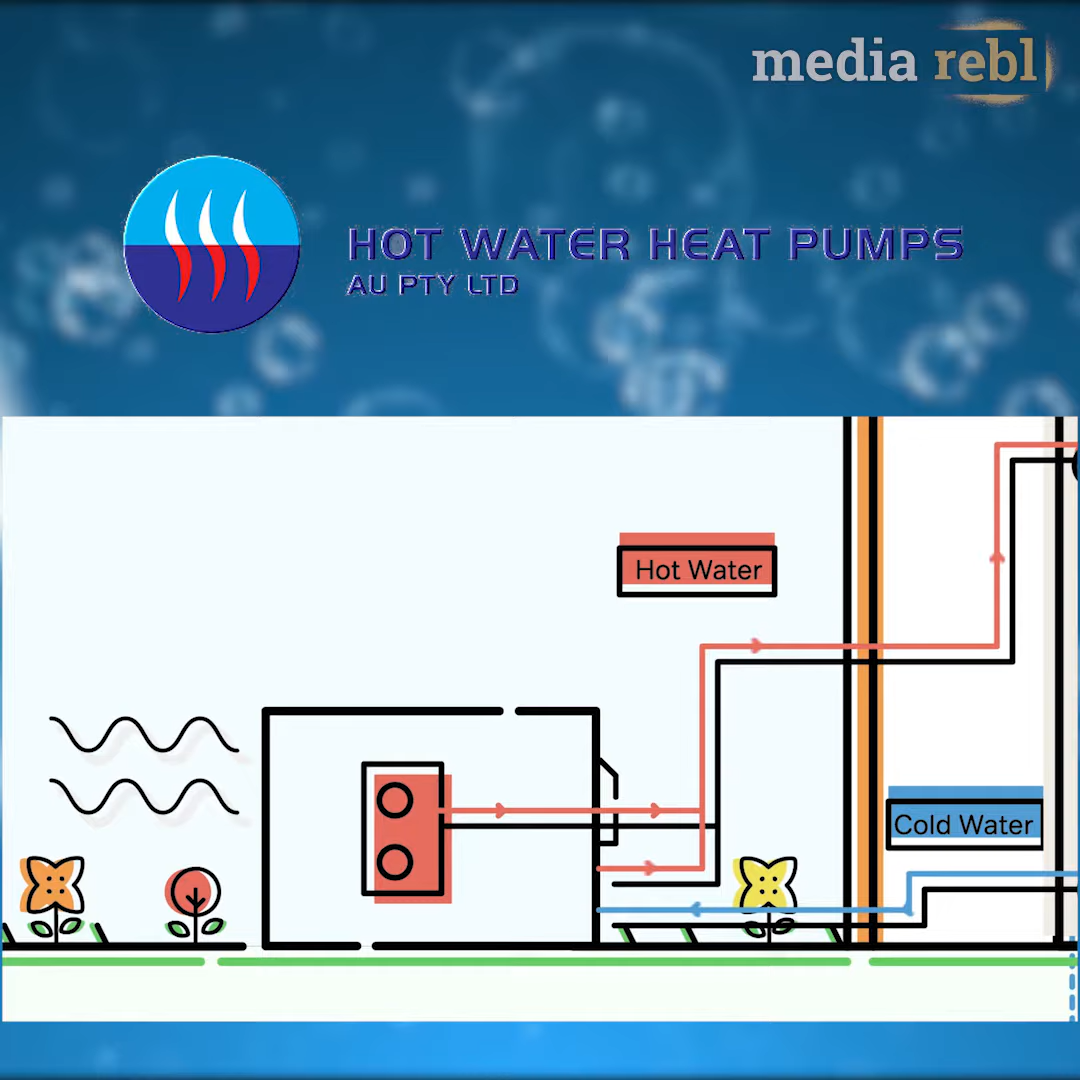 media rebl
HOT WATER HEAT PUMPS
AU PTY LTD
Hot Water
Cold Water